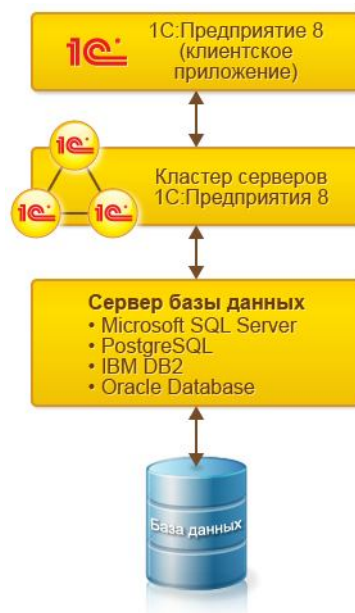 1С
1С:Предприятие 8
(клиентское
приложение)
1С
1С
1С
Кластер серверов
1С:Предприятия 8
Сервер базы данных
• Microsoft SQL Server
• PostgreSQL
• IBM DB2
• Oracle Database
База данных